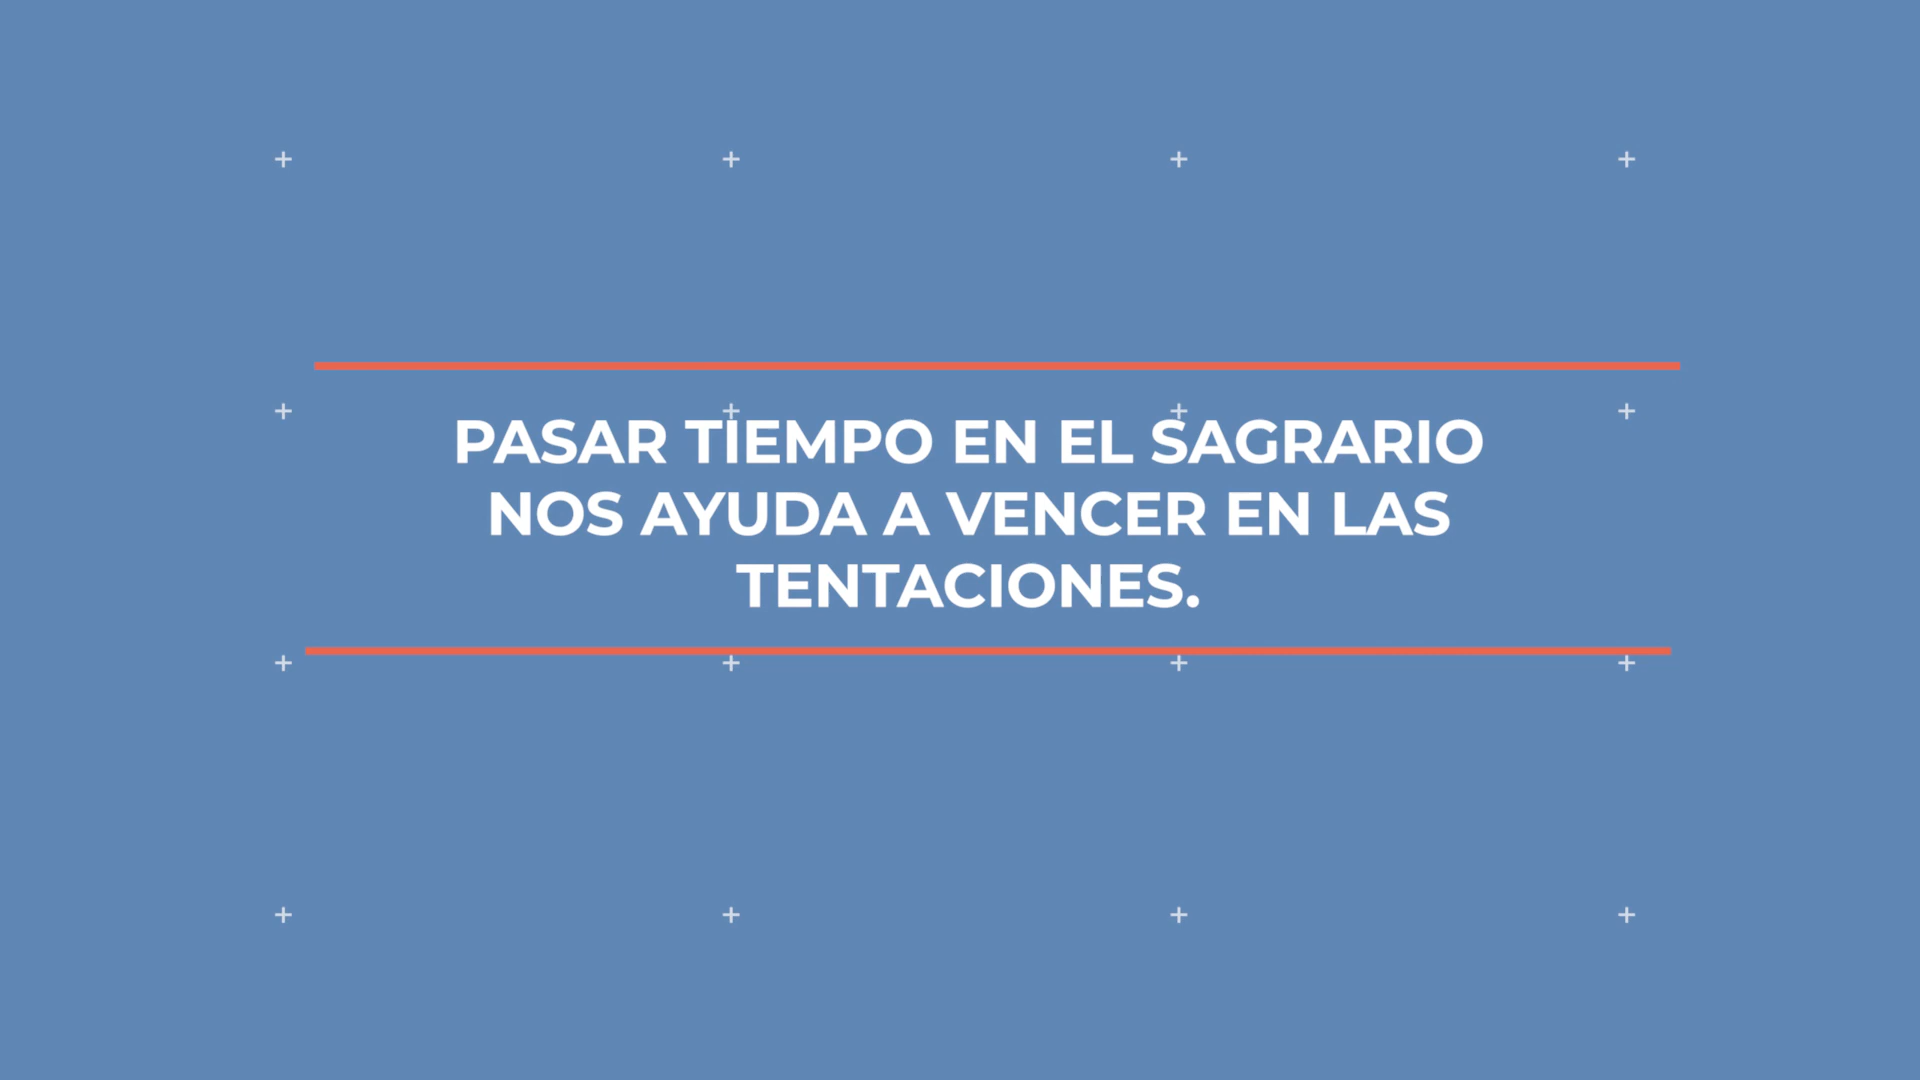 PASAR TIEMPO EN EL SAGRARIO
NOS AYUDA A VENCER EN LAS
TENTACIONES.